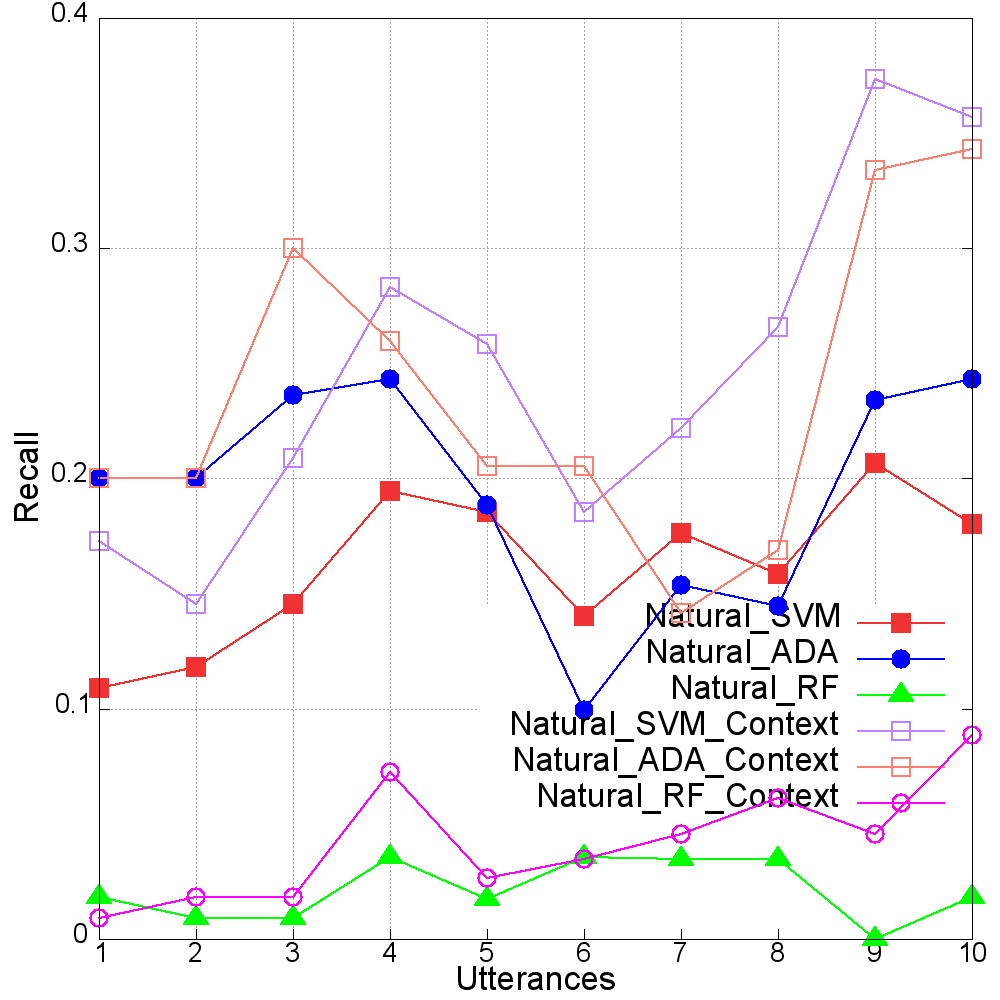 0.4
0.3
0.2
0.1
0
Recall
1 2 3 4 5 6 7 8 9 10
Utterances
Natural_SVM
Natural_ADA
Natural_RF
Natural_SVM_Context
Natural_ADA_Context
Natural_RF_Context